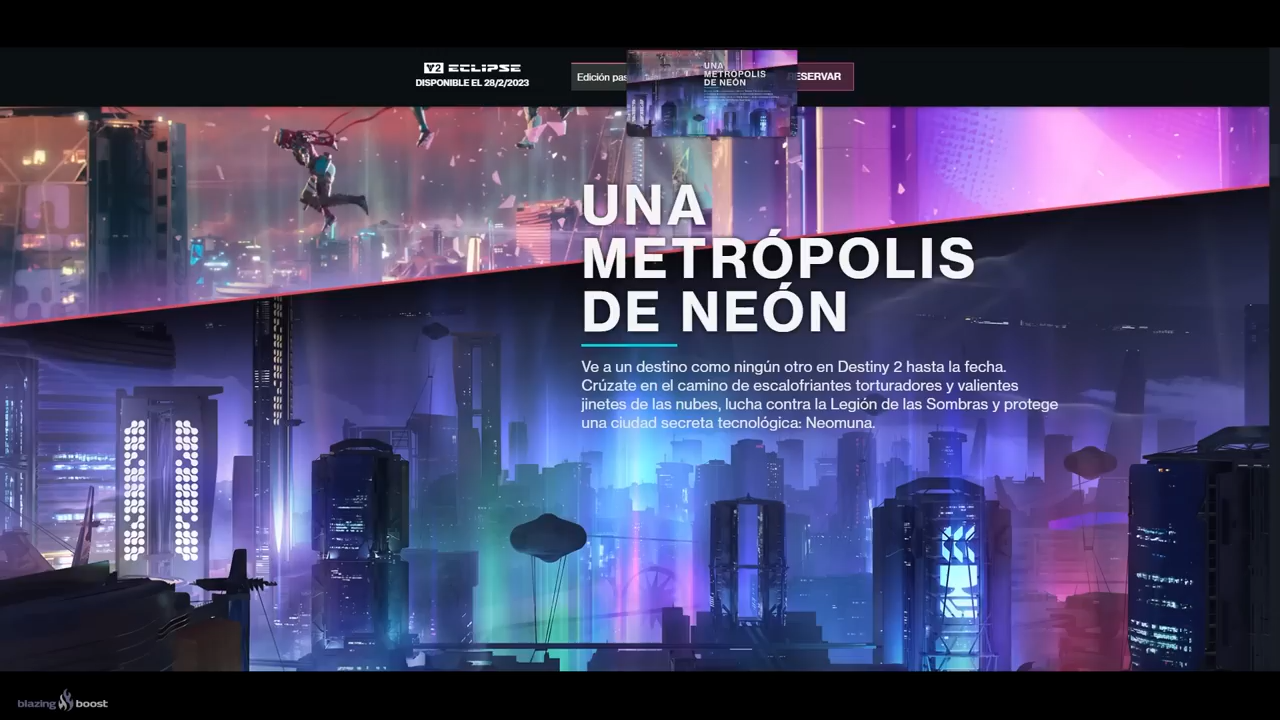 ECLIPSE
DISPONIBLE EL 28/2/2023
Edición pas
RESERVAR
UNA
METRÓPOLIS
DE NEÓN
UNA
METRÓPOLIS
DE NEÓN
Ve a un destino como ningún otro en Destiny 2 hasta la fecha.
Crúzate en el camino de escalofriantes torturadores y valientes
jinetes de las nubes, lucha contra la Legión de las Sombras y protege
una ciudad secreta tecnológica: Neomuna.
blazing boost